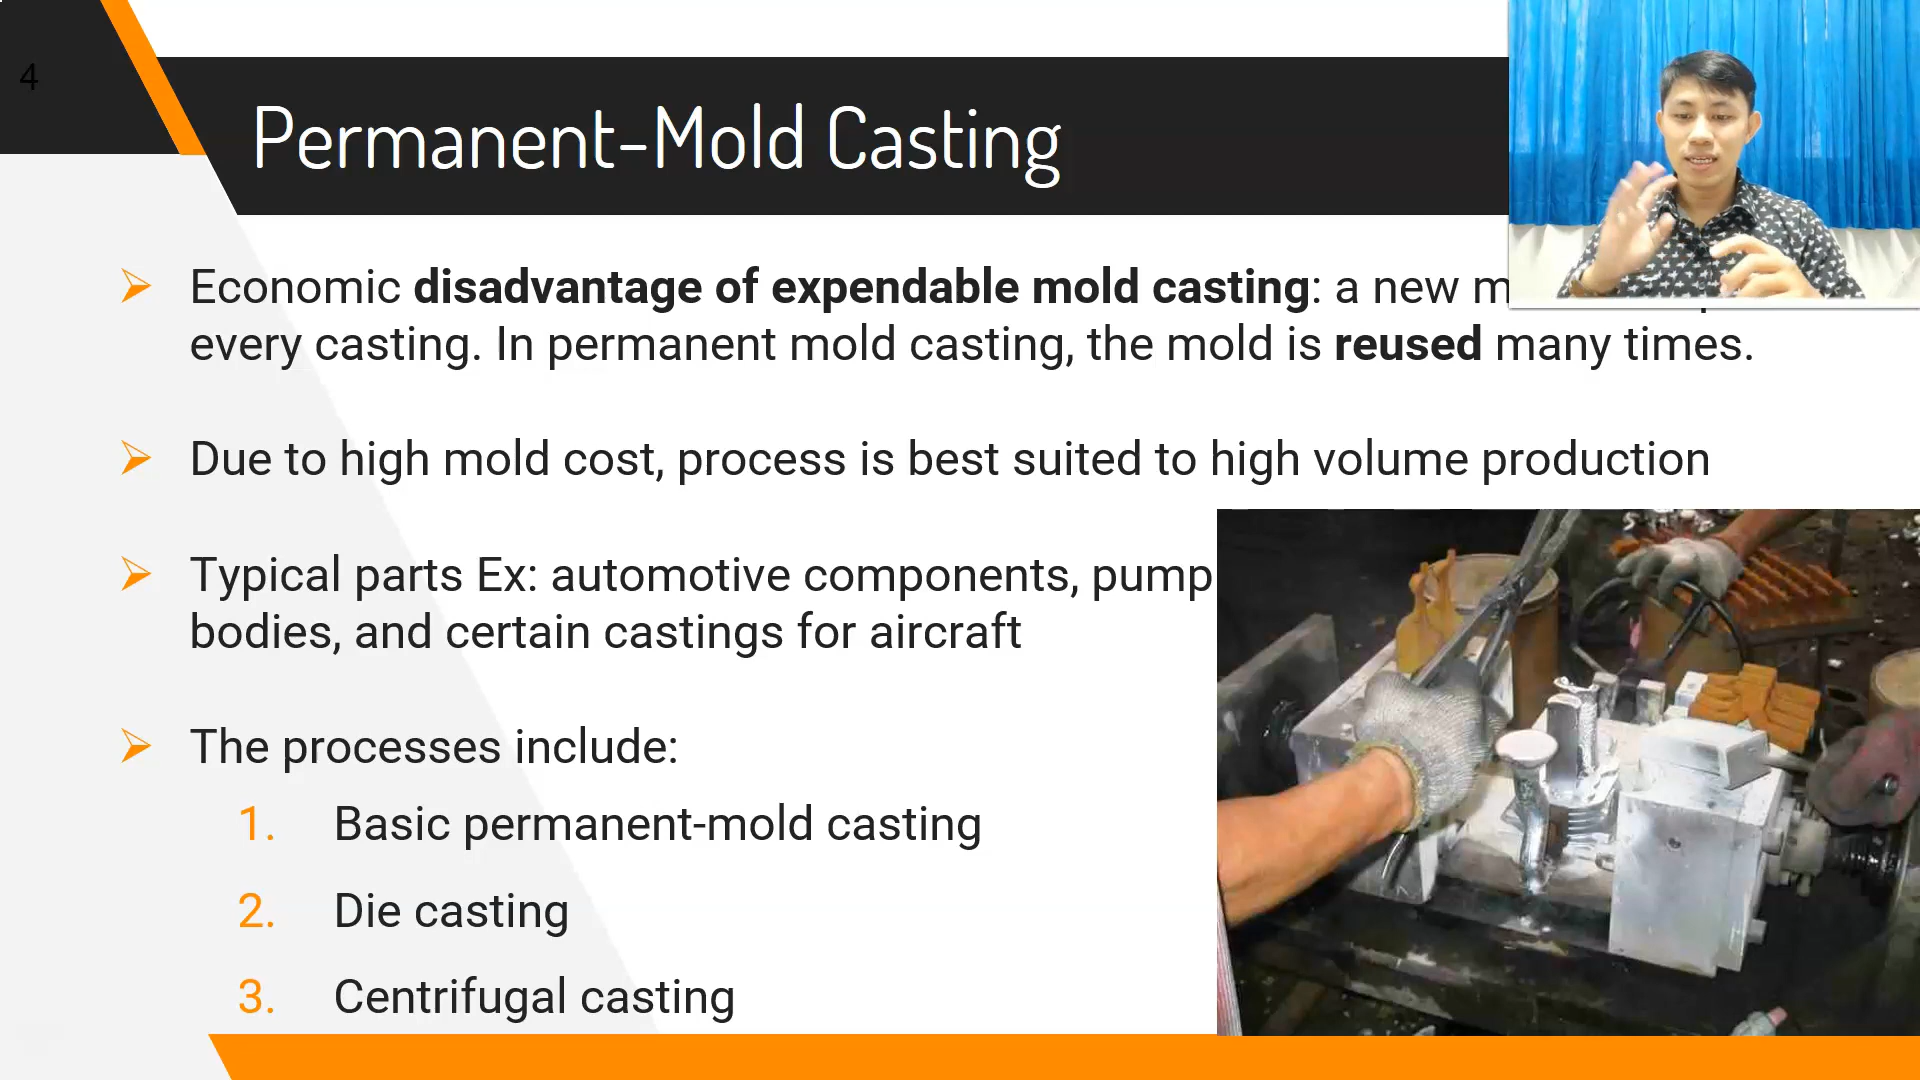 4
Permanent-Mold Casting
Economic disadvantage of expendable mold casting: a new
every casting. In permanent mold casting, the mold is reused many times.
Due to high mold cost, process is best suited to high volume production
Typical parts Ex: automotive components, pump
bodies, and certain castings for aircraft
The processes include:
1. Basic permanent-mold casting
2. Die casting
3. Centrifugal casting